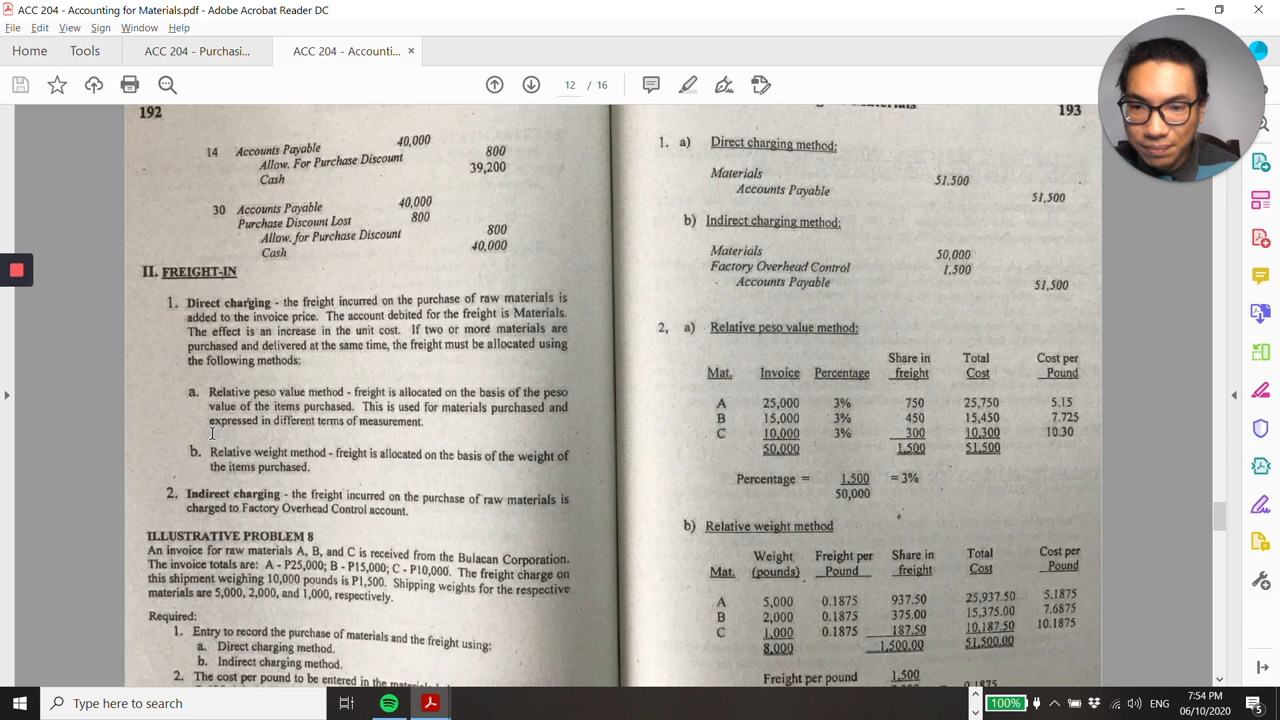 ACC 204 - Accounting for Materials.pdf - Adobe Acrobat Reader DC
File Edit View Sign Window Help
Home Tools ACC 204 - Purchasi... ACC 204 - Accounti... ×
12 / 16
192
14 Accounts Payable 40,000
Allow. For Purchase Discount 800
Cash 39,200
30 Accounts Payable 40,000
Purchase Discount Lost 800
Allow. for Purchase Discount 800
Cash 40,000
II. FREIGHT-IN
1. Direct charging - the freight incurred on the purchase of raw materials is
added to the invoice price. The account debited for the freight is Materials.
The effect is an increase in the unit cost. If two or more materials are
purchased and delivered at the same time, the freight must be allocated using
the following methods:
a. Relative peso value method - freight is allocated on the basis of the peso
value of the items purchased. This is used for materials purchased and
expressed in different terms of measurement.
b. Relative weight method - freight is allocated on the basis of the weight of
the items purchased.
2. Indirect charging - the freight incurred on the purchase of raw materials is
charged to Factory Overhead Control account.
ILLUSTRATIVE PROBLEM 8
An invoice for raw materials A, B, and C is received from the Bulacan Corporation.
The invoice totals are: A - P25,000; B - P15,000; C - P10,000. The freight charge on
this shipment weighing 10,000 pounds is P1,500. Shipping weights for the respective
materials are 5,000, 2,000, and 1,000, respectively.
Required:
1. Entry to record the purchase of materials and the freight using:
a. Direct charging method.
b. Indirect charging method.
2. The cost per pound to be entered in the materials
Materials 193
1. a) Direct charging method:
Materials 51,500
Accounts Payable 51,500
b) Indirect charging method:
Materials 50,000
Factory Overhead Control 1,500
Accounts Payable 51,500
2, a) Relative peso value method:
Share in Total Cost per
Mat. Invoice Percentage freight Cost Pound
A 25,000 3% 750 25,750 5.15
B 15,000 3% 450 15,450 7.725
C 10,000 3% 300 10,300 10.30
50,000 1,500 51,500
Percentage = 1,500 = 3%
50,000
b) Relative weight method
Weight Freight per Share in Total Cost per
Mat. (pounds) Pound freight Cost Pound
A 5,000 0.1875 937.50 25,937.50 5.1875
B 2,000 0.1875 375.00 15,375.00 7.6875
C 1,000 0.1875 187.50 10,187.50 10.1875
8,000 1,500.00 51,500.00
Freight per pound 1,500
0.1875
Type here to search
100% ENG 7:54 PM
06/10/2020 5